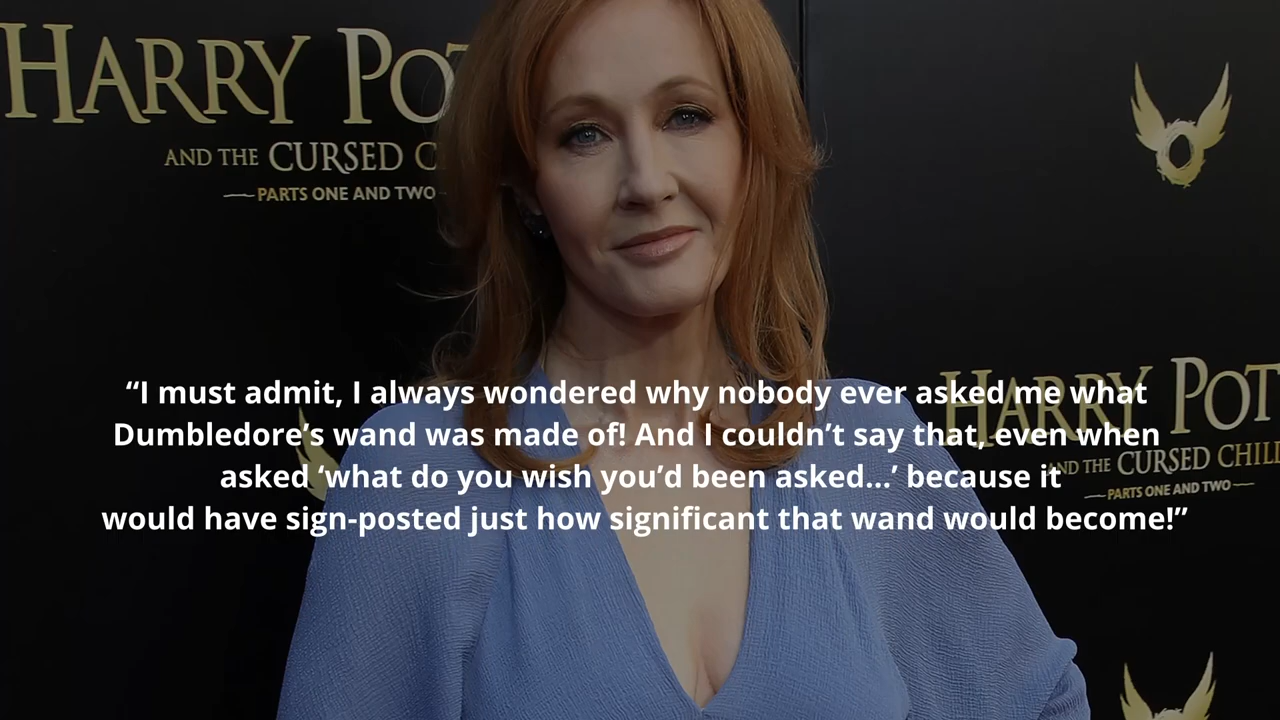 HARRY POT
AND THE CURSED C
PARTS ONE AND TWO
“I must admit, I always wondered why nobody ever asked me what
Dumbledore’s wand was made of! And I couldn’t say that, even when
asked ‘what do you wish you’d been asked...’ because it
would have sign-posted just how significant that wand would become!”
HARRY POT
AND THE CURSED CHIL
PARTS ONE AND TWO